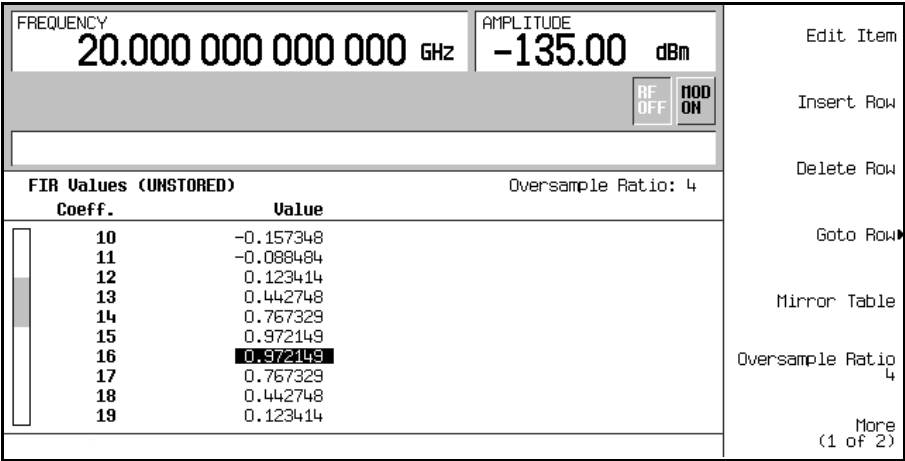 FREQUENCY
20.000 000 000 000 GHz
AMPLITUDE
-135.00 dBm
RF OFF
MOD ON
FIR Values (UNSTORED)
Oversample Ratio: 4
Coeff. Value
10 -0.157348
11 -0.088484
12 0.123414
13 0.442748
14 0.767329
15 0.972149
16 0.972149
17 0.767329
18 0.442748
19 0.123414
Edit Item
Insert Row
Delete Row
Goto Row
Mirror Table
Oversample Ratio
4
More
(1 of 2)